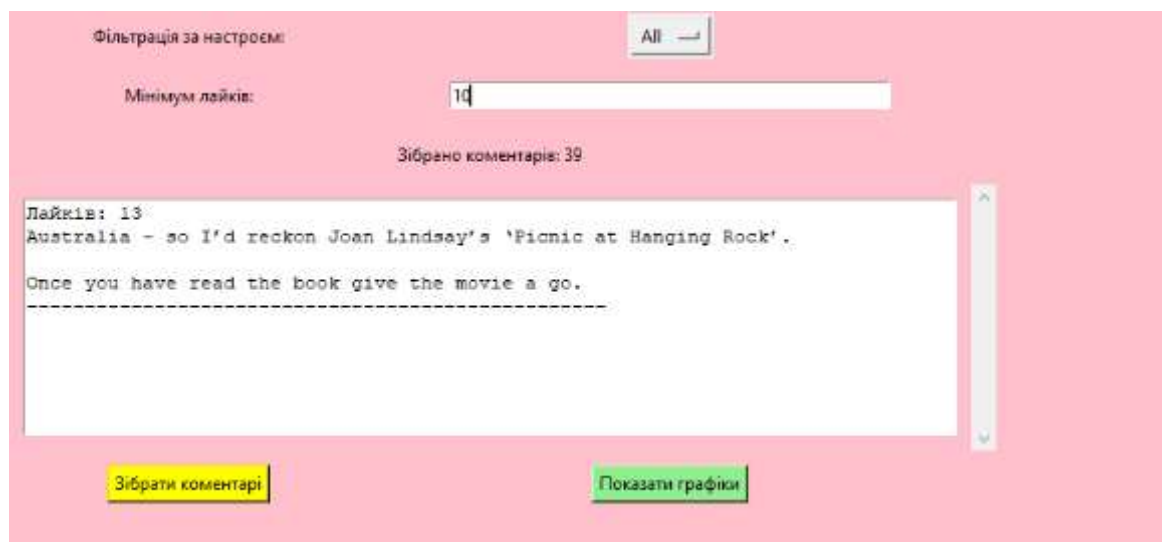 Фільтрація за настроєм:
All
Мінімум лайків:
10
Зібрано коментарів: 39
Лайків: 13
Australia – so I’d reckon Joan Lindsay’s ‘Picnic at Hanging Rock’.
Once you have read the book give the movie a go.
--------------------------------------------------
Зібрати коментарі
Показати графіки